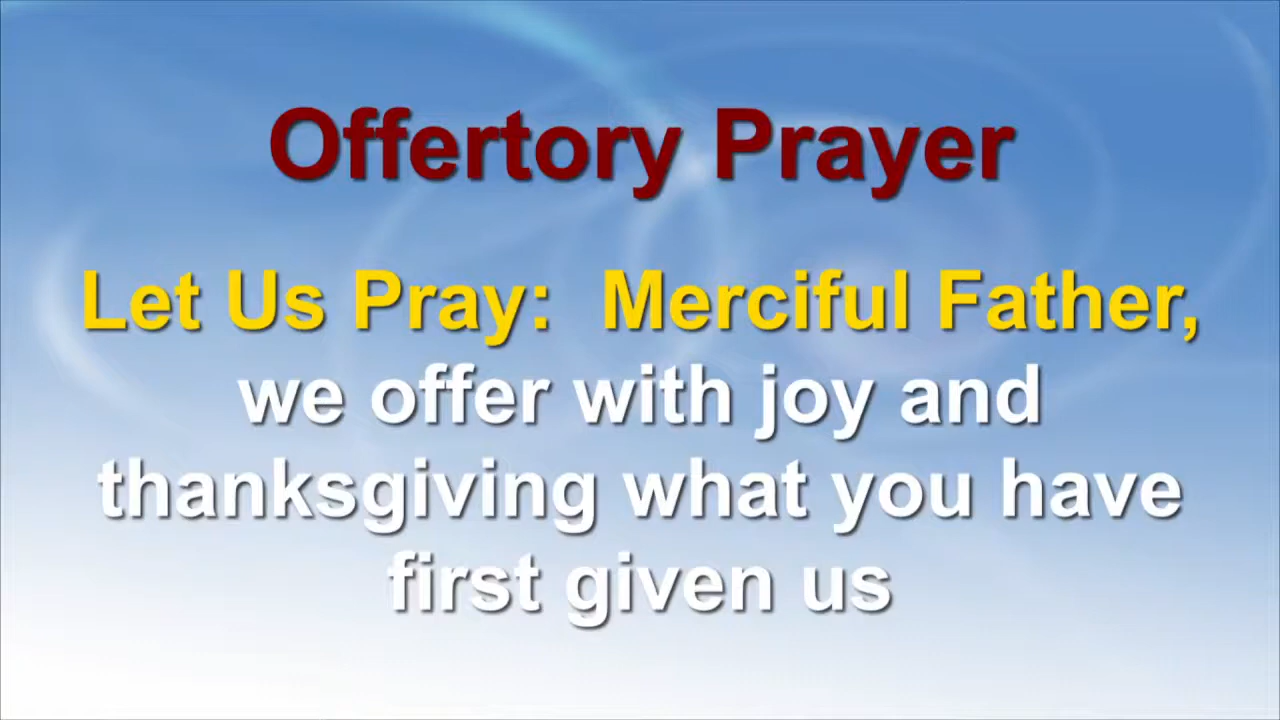 Offertory Prayer
Let Us Pray:  Merciful Father,
we offer with joy and
thanksgiving what you have
first given us